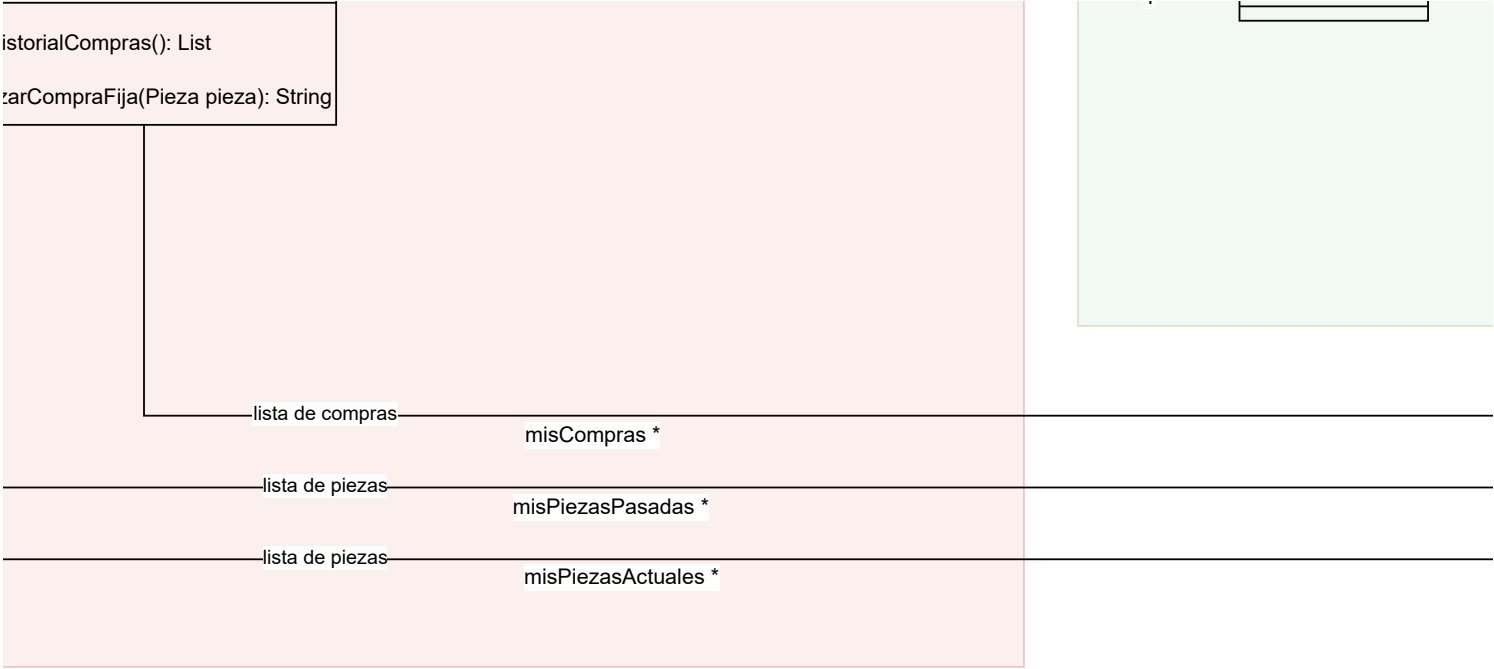 istorialCompras(): List
zarCompraFija(Pieza pieza): String
lista de compras
misCompras *
lista de piezas
misPiezasPasadas *
lista de piezas
misPiezasActuales *